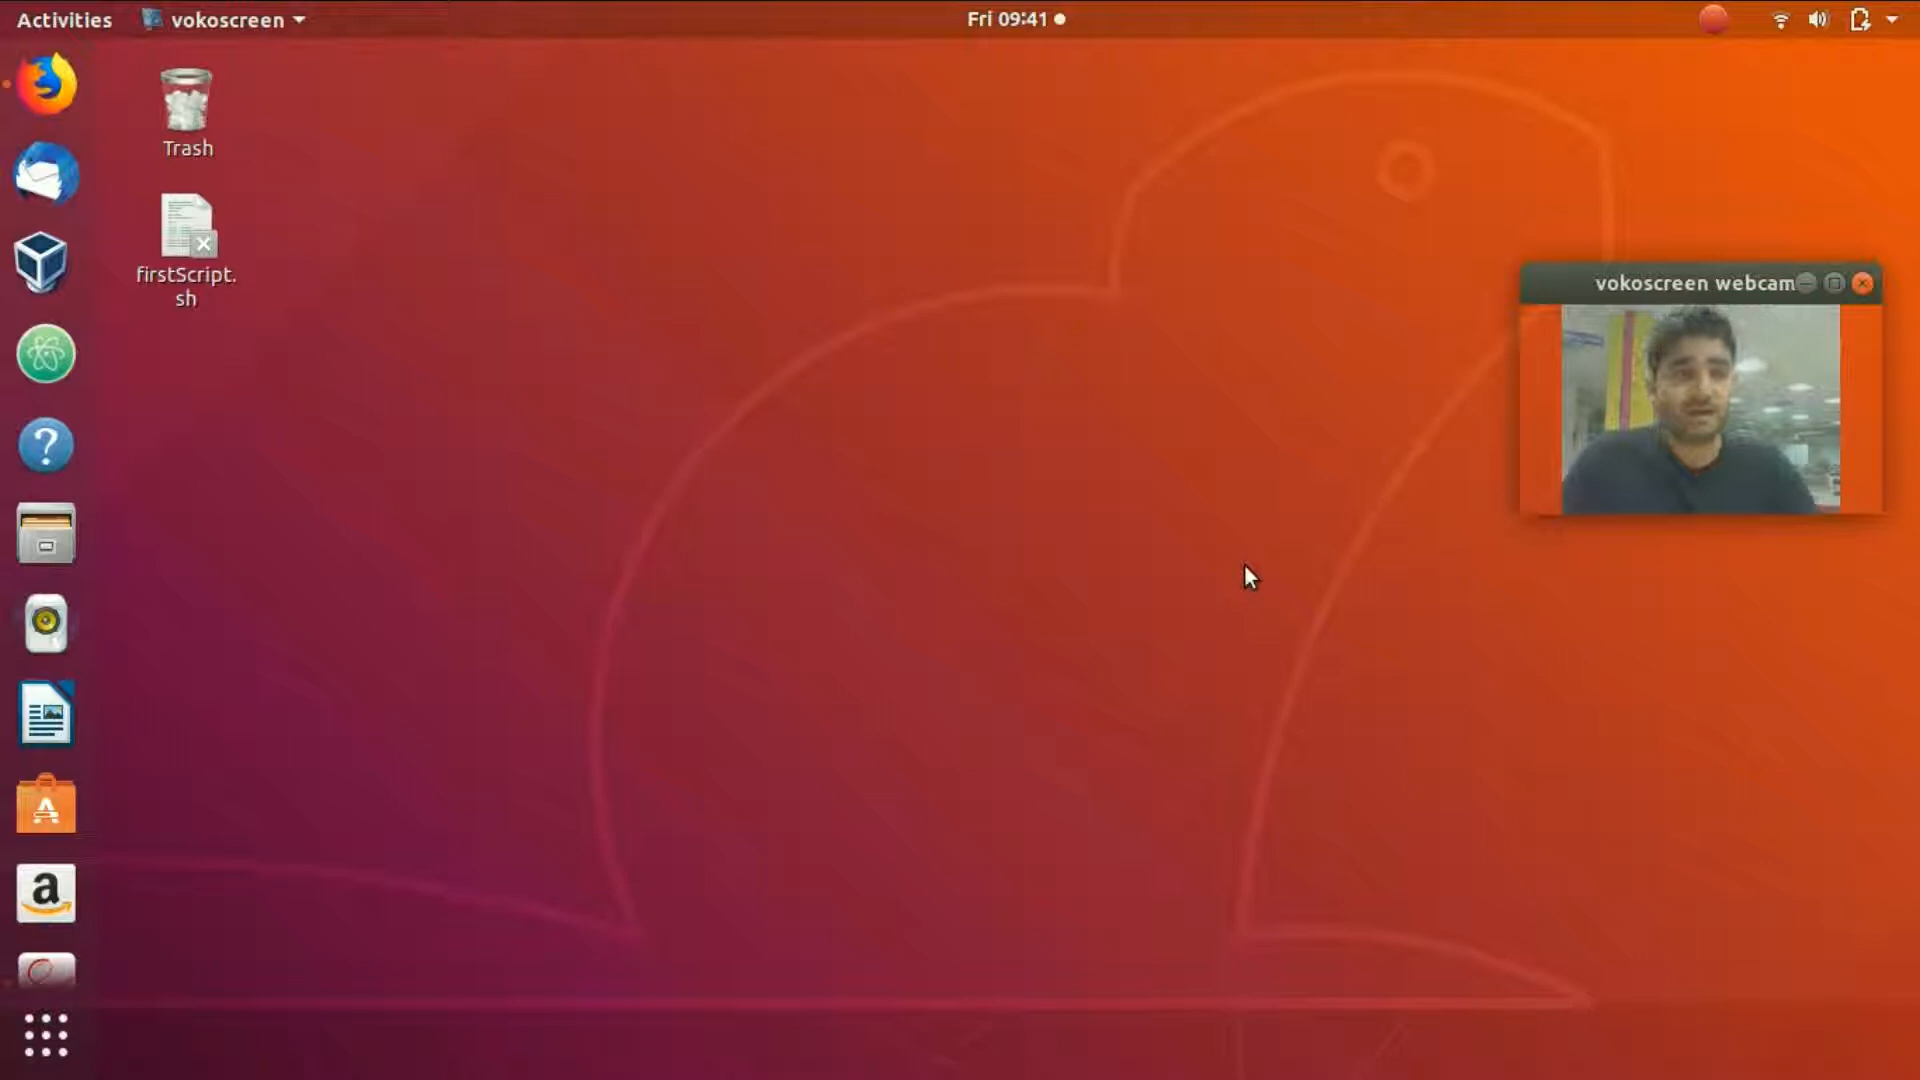 Activities
vokoscreen
Fri 09:41
Trash
firstScript.
sh
vokoscreen webcam